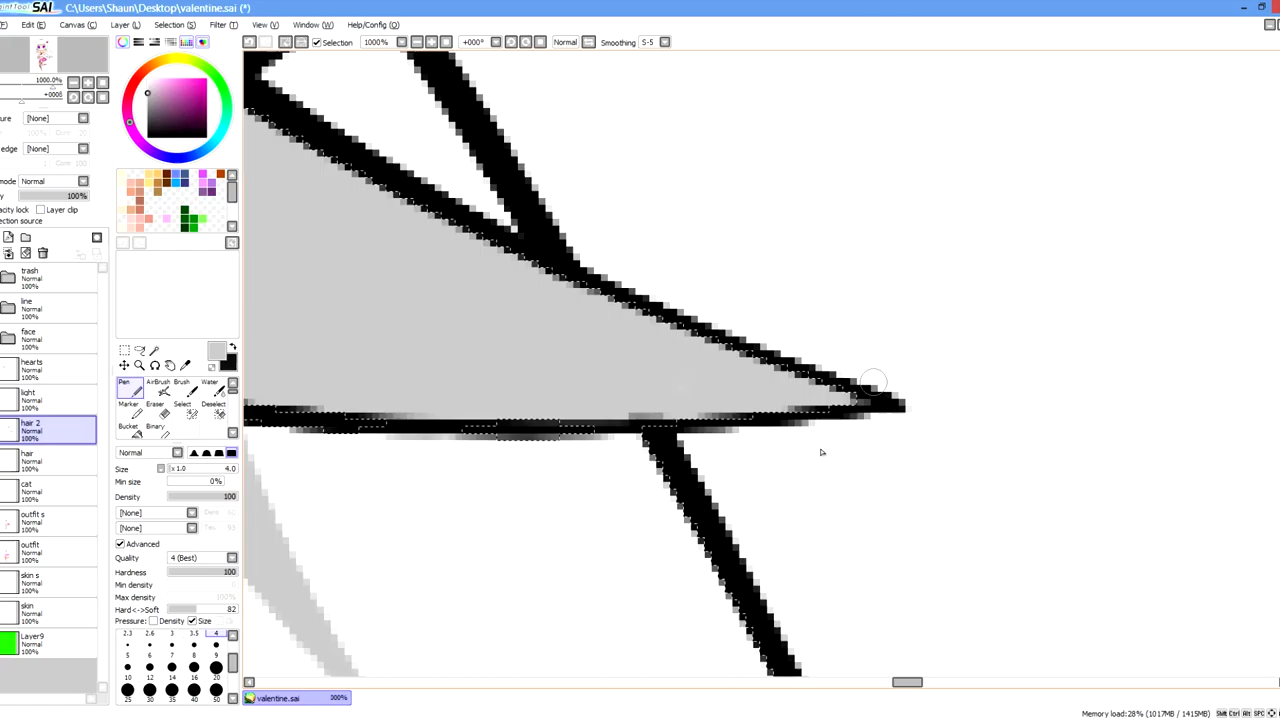 SAI C:\Users\Shaun\Desktop\valentine.sai (*)
Edit (E) Canvas (C) Layer (L) Selection (S) Filter (T) View (V) Window (W) Help/Config (O)
Selection 1000% +000° Normal Smoothing S-5
1000.0%
[None]
edge [None]
Normal
100%
Layer clip
trash
Normal
100%
line
Normal
100%
face
Normal
100%
hearts
Normal
100%
light
Normal
100%
hair 2
Normal
100%
hair
Normal
100%
cat
Normal
100%
outfit s
Normal
100%
outfit
Normal
100%
skin s
Normal
100%
skin
Normal
100%
Layer9
Normal
100%
Pen AirBrush Brush Water
Marker Eraser Select Deselect
Bucket Binary
Normal
Size x 1.0 4.0
Min size 0%
Density 100
[None]
[None]
Advanced
Quality 4 (Best)
Hardness 100
Min density
Max density 100%
Hard<->Soft 82
Pressure: Density Size
2.3 2.6 3 3.5 4
5 6 7 8 9
10 12 14 16 20
25 30 35 40 50
valentine.sai 300%
Memory load: 28% (1017MB / 1415MB) Shft Ctrl Alt SPC